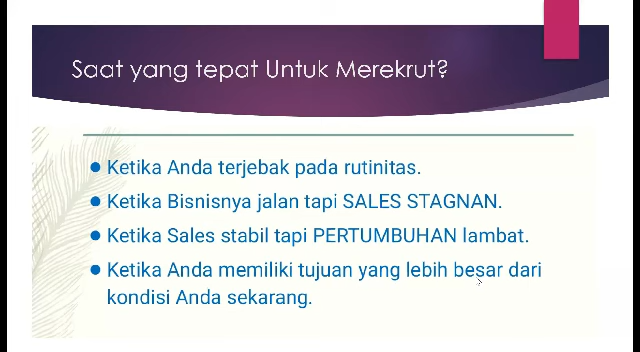 Saat yang tepat Untuk Merekrut?
Ketika Anda terjebak pada rutinitas.
Ketika Bisnisnya jalan tapi SALES STAGNAN.
Ketika Sales stabil tapi PERTUMBUHAN lambat.
Ketika Anda memiliki tujuan yang lebih besar dari
kondisi Anda sekarang.